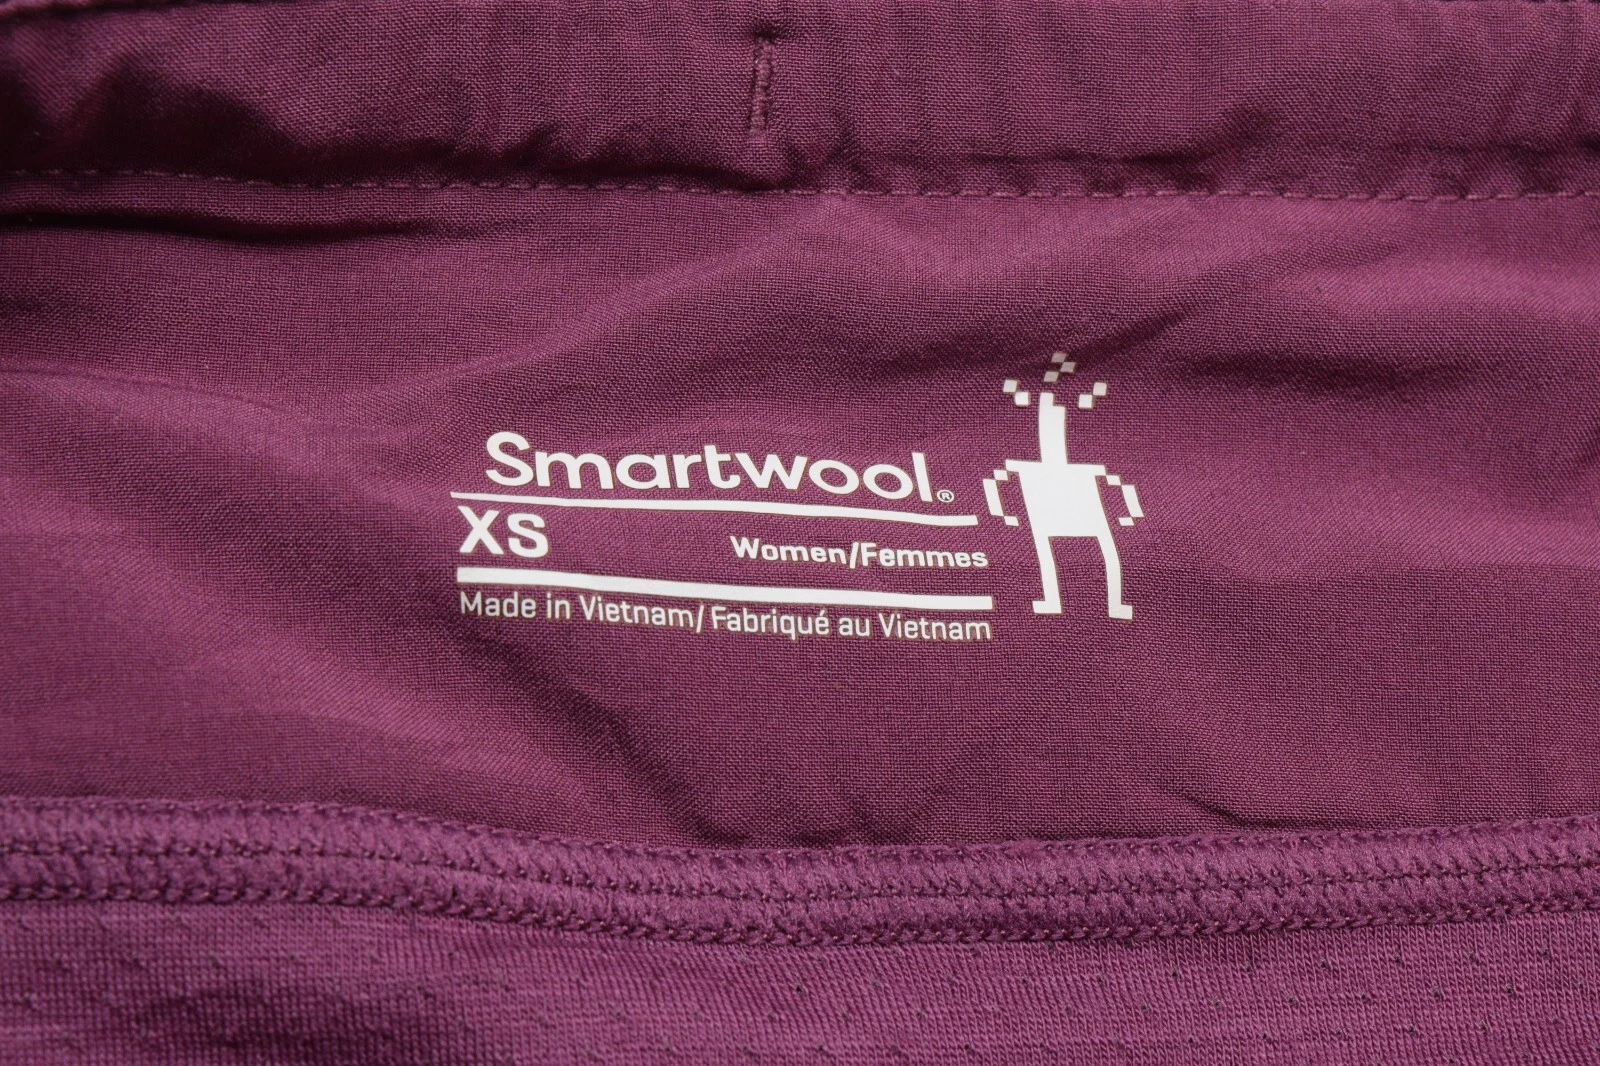 Smartwool®
XS
Women/Femmes
Made in Vietnam/Fabriqué au Vietnam